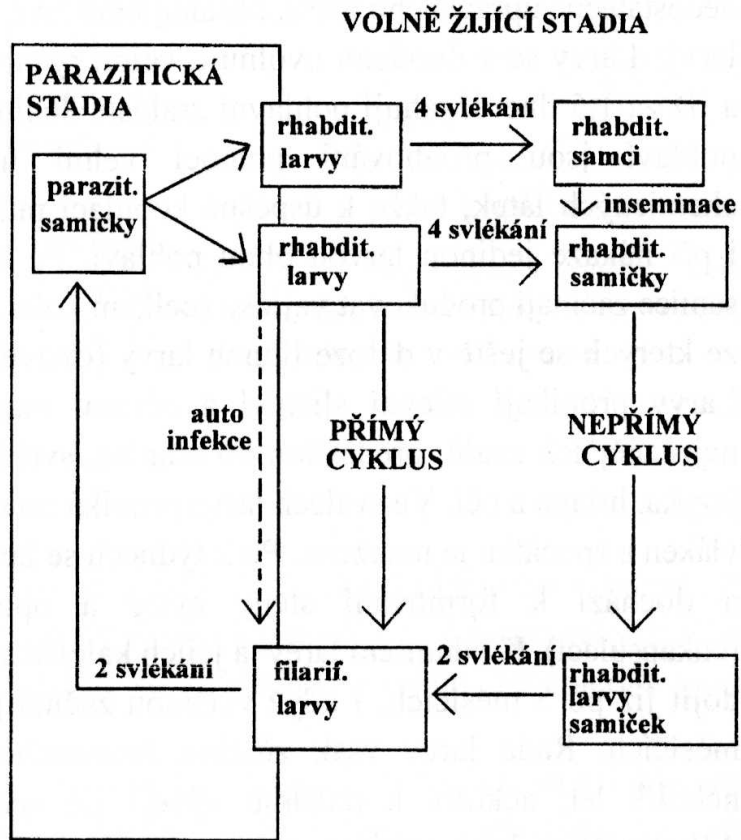 VOLNĚ ŽIJÍCÍ STADIA
PARAZITICKÁ
STADIA
rhabdit.
larvy
4 svlékání
rhabdit.
samci
parazit.
samičky
inseminace
rhabdit.
larvy
4 svlékání
rhabdit.
samičky
auto
infekce
PŘÍMÝ
CYKLUS
NEPŘÍMÝ
CYKLUS
2 svlékání
filarif.
larvy
2 svlékání
rhabdit.
larvy
samiček